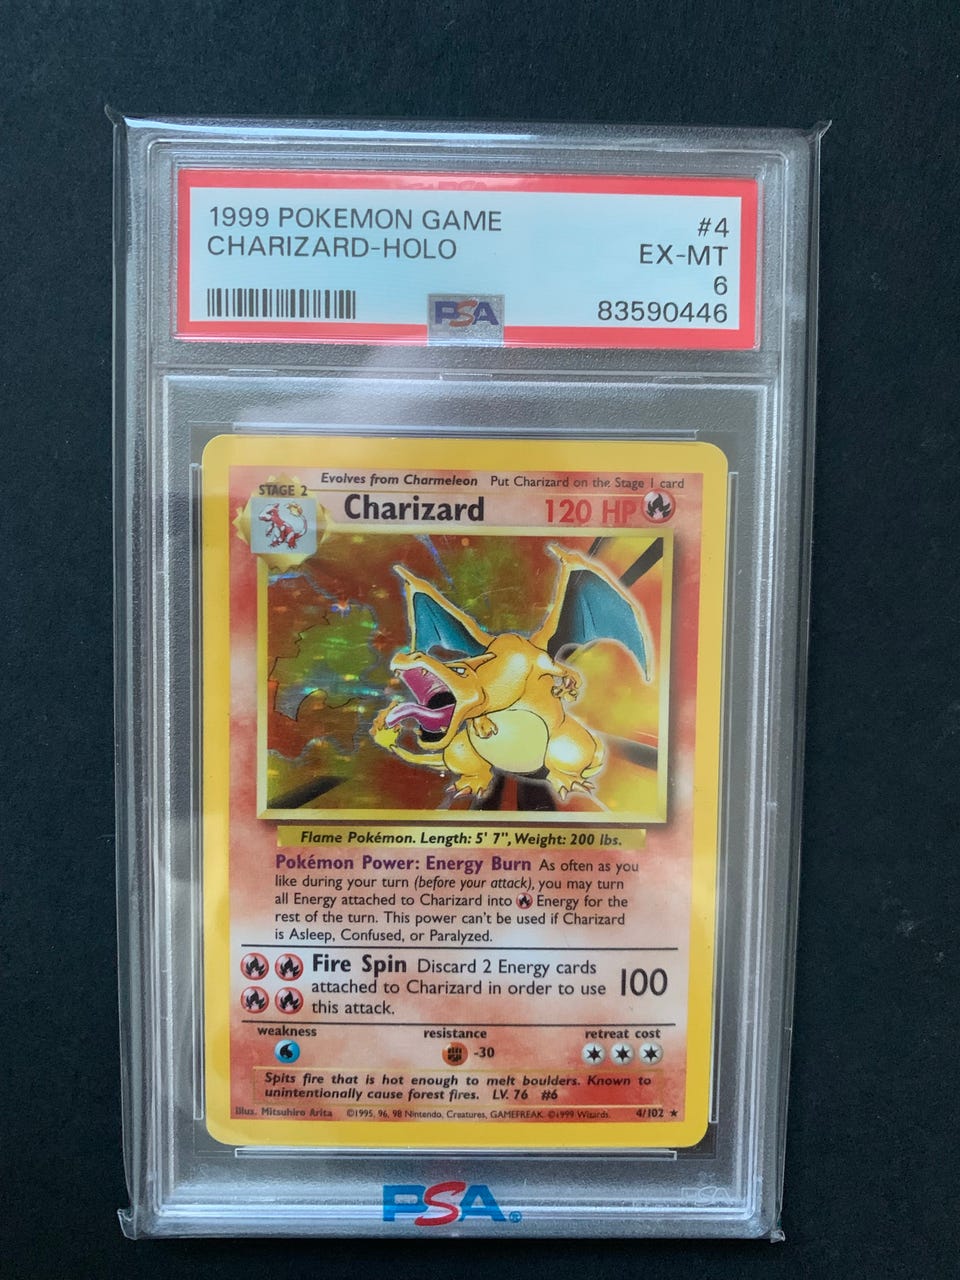 1999 POKEMON GAME #4
CHARIZARD-HOLO EX-MT
6
83590446
PSA
Evolves from Charmeleon Put Charizard on the Stage 1 card
STAGE 2
Charizard 120 HP
Flame Pokémon. Length: 5' 7", Weight: 200 lbs.
Pokémon Power: Energy Burn As often as you
like during your turn (before your attack), you may turn
all Energy attached to Charizard into Energy for the
rest of the turn. This power can't be used if Charizard
is Asleep, Confused, or Paralyzed.
Fire Spin Discard 2 Energy cards
attached to Charizard in order to use 100
this attack.
weakness resistance retreat cost
-30
Spits fire that is hot enough to melt boulders. Known to
unintentionally cause forest fires. LV. 76 #6
Illus. Mitsuhiro Arita ©1995, 96, 98 Nintendo, Creatures, GAMEFREAK. ©1999 Wizards. 4/102 ★
PSA®
PSA